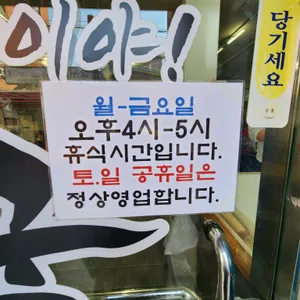 이야!
당기세요
월-금요일
오후4시-5시
휴식시간입니다.
토.일 공휴일은
정상영업합니다.